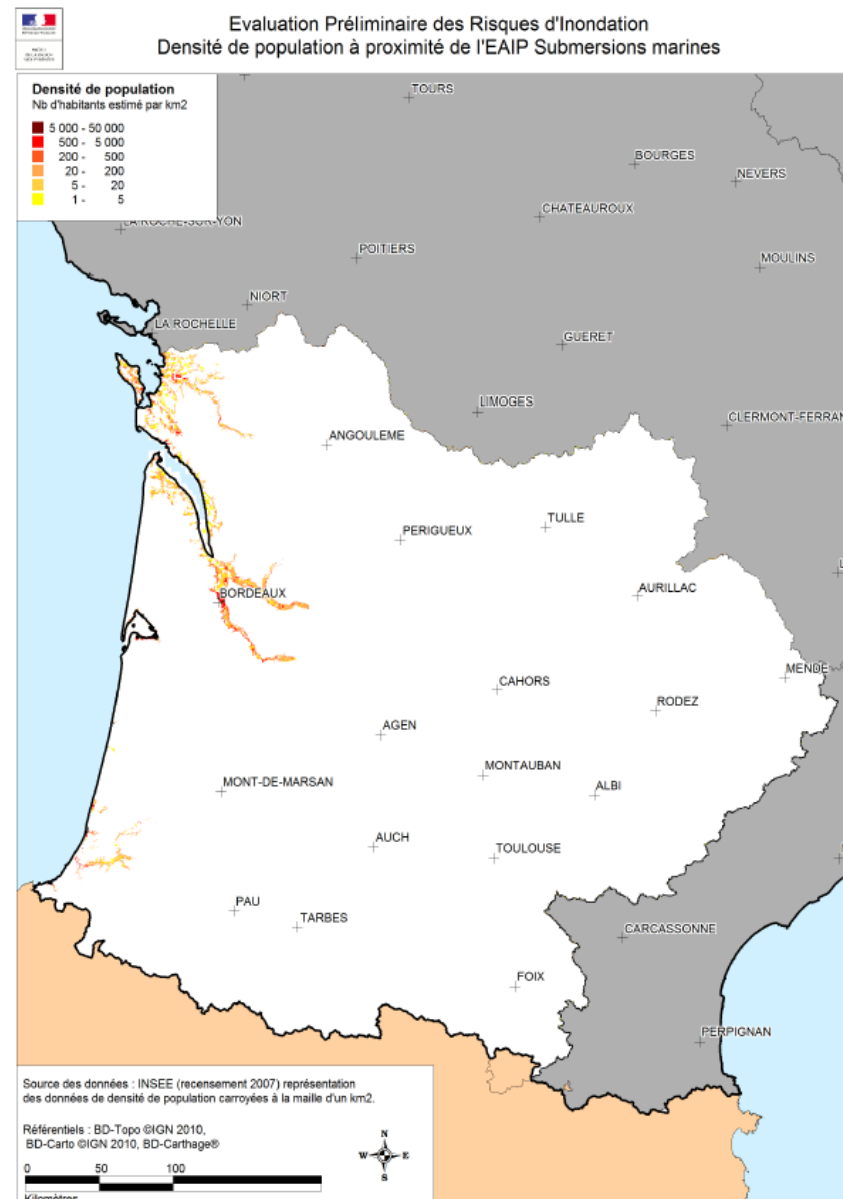 Evaluation Préliminaire des Risques d'Inondation
Densité de population à proximité de l'EAIP Submersions marines
Densité de population
Nb d'habitants estimé par km2
5 000 - 50 000
500 - 5 000
200 - 500
20 - 200
5 - 20
1 - 5
TOURS
BOURGES
NEVERS
CHATEAUROUX
LA ROCHE-SUR-YON
POITIERS
MOULINS
NIORT
LA ROCHELLE
GUERET
LIMOGES
CLERMONT-FERRAN
ANGOULEME
TULLE
PERIGUEUX
BORDEAUX
AURILLAC
MENDE
CAHORS
RODEZ
AGEN
MONTAUBAN
MONT-DE-MARSAN
ALBI
AUCH
TOULOUSE
PAU
TARBES
CARCASSONNE
FOIX
PERPIGNAN
Source des données : INSEE (recensement 2007) représentation
des données de densité de population carroyées à la maille d'un km2.
Référentiels : BD-Topo ©IGN 2010,
BD-Carto ©IGN 2010, BD-Carthage®
N
W E
S
0 50 100
Kilomètres